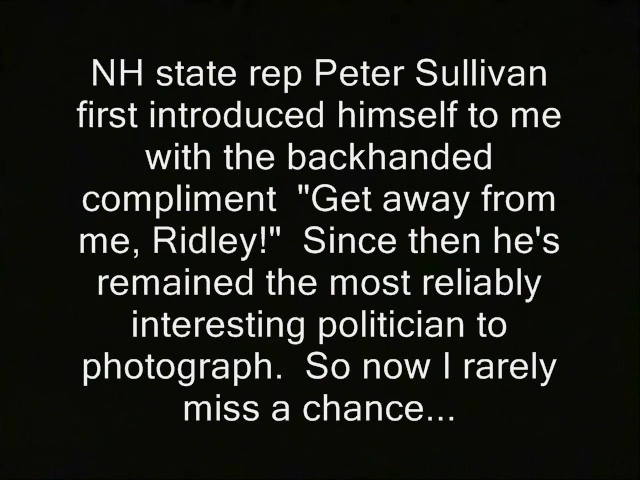 NH state rep Peter Sullivan
first introduced himself to me
with the backhanded
compliment  "Get away from
me, Ridley!"  Since then he's
remained the most reliably
interesting politician to
photograph.  So now I rarely
miss a chance...